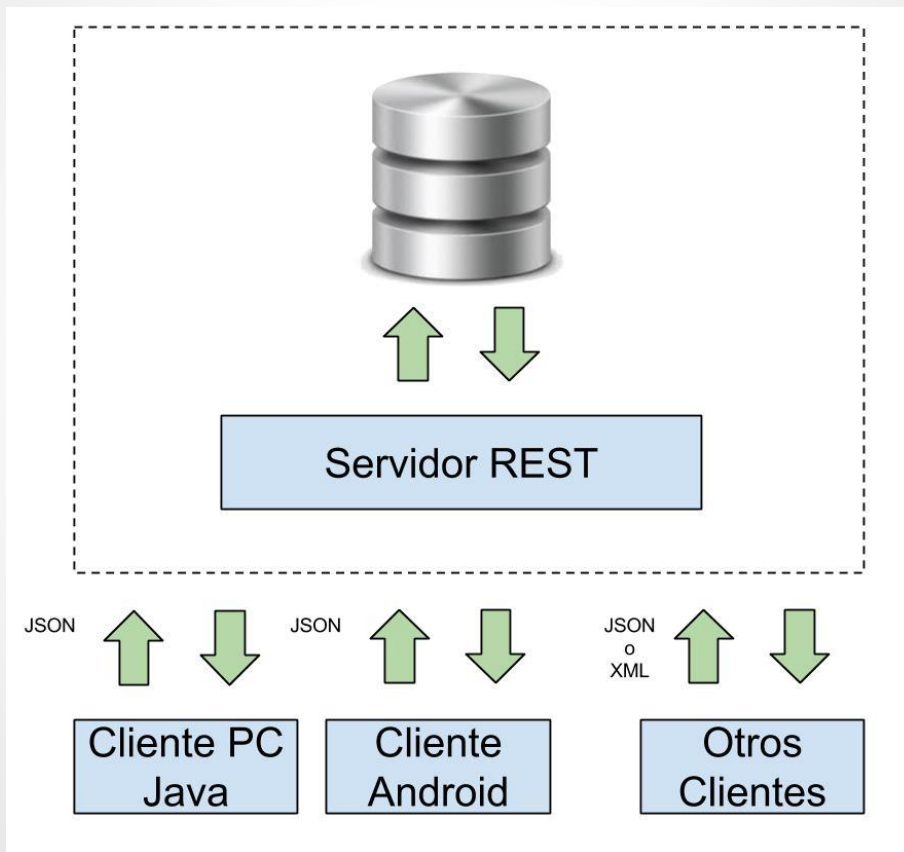 Servidor REST
JSON
JSON
JSON
o
XML
Cliente PC
Java
Cliente
Android
Otros
Clientes